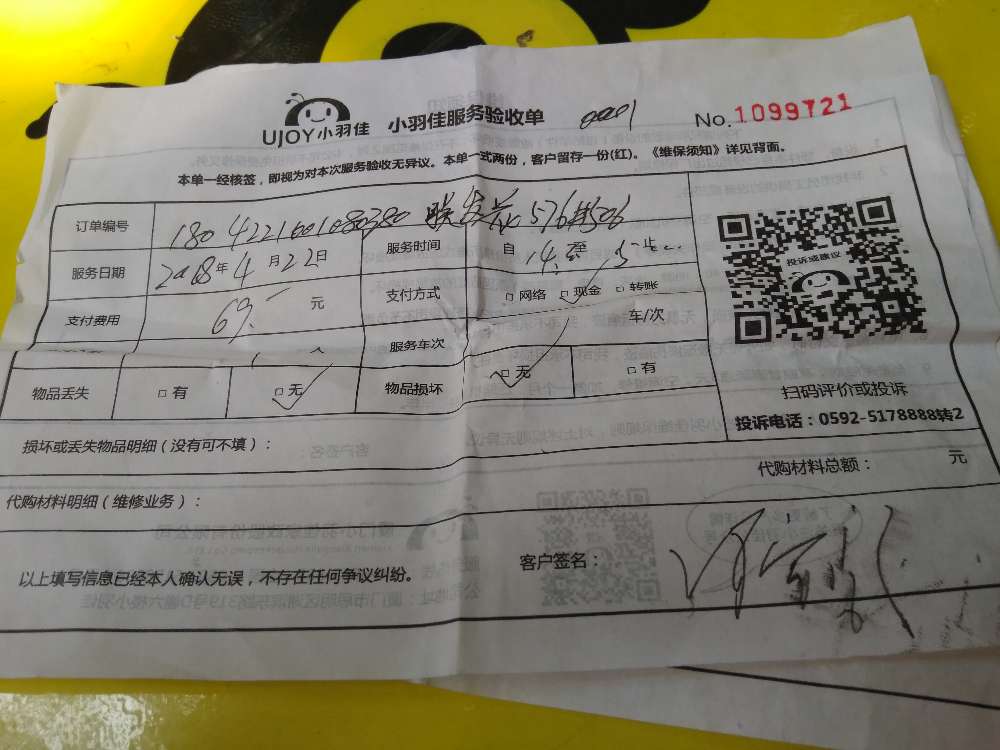 UJOY小羽佳 小羽佳服务验收单 0001 No.1099721
本单一经核签，即视为对本次服务验收无异议。本单一式两份，客户留存一份(红)。《维保须知》详见背面。
订单编号
服务日期 2018年4月22日 服务时间 自 14 至
支付费用 69 元 支付方式 □ 网络 □ 现金 □ 转账
服务车次 车/次
物品丢失 □ 有 □ 无 物品损坏 □ 无 □ 有
投诉或建议
扫码评价或投诉
投诉电话：0592-5178888转2
损坏或丢失物品明细（没有可不填）：
代购材料总额： 元
代购材料明细（维修业务）：
以上填写信息已经本人确认无误，不存在任何争议纠纷。 客户签名：